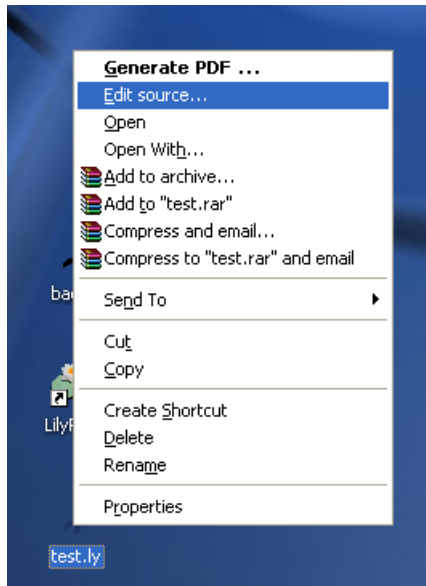 Generate PDF ...
Edit source...
Open
Open With...
Add to archive...
Add to "test.rar"
Compress and email...
Compress to "test.rar" and email
Send To
Cut
Copy
Create Shortcut
Delete
Rename
Properties
test.ly